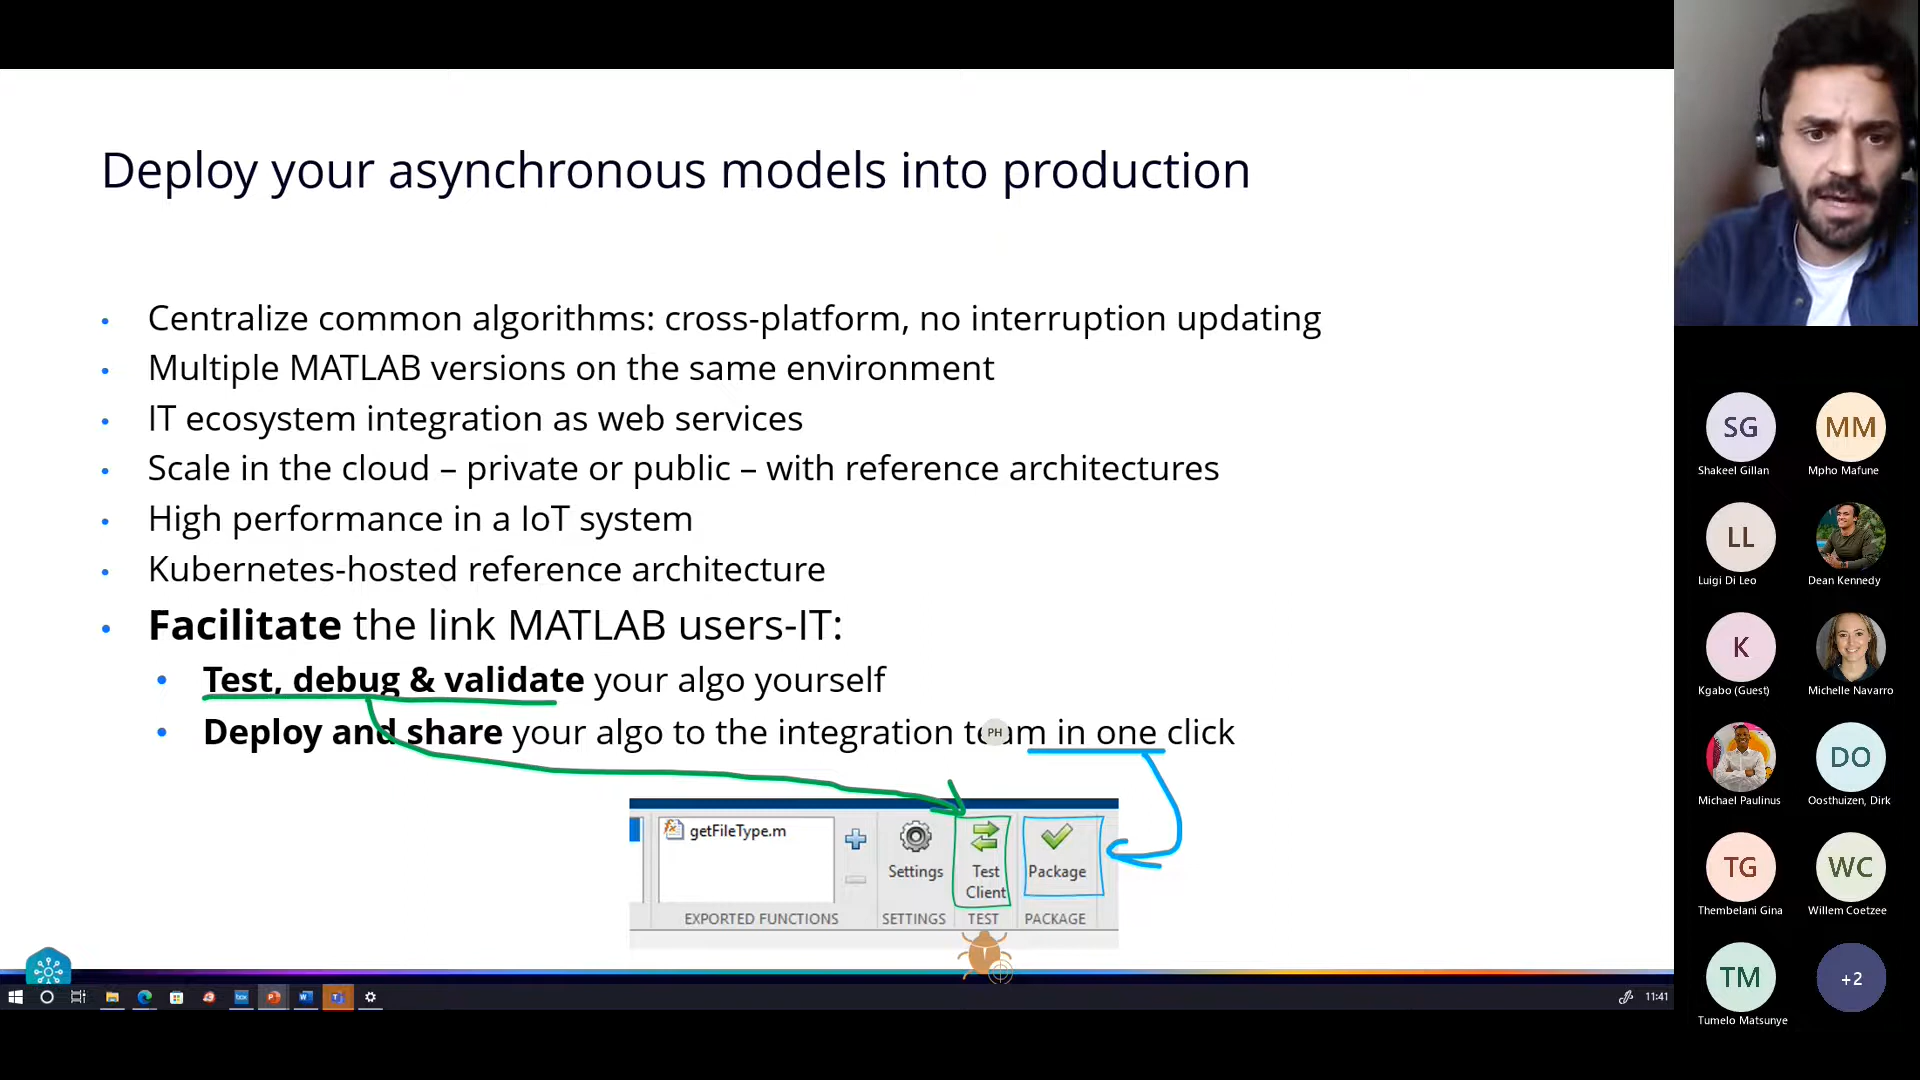 Deploy your asynchronous models into production
Centralize common algorithms: cross-platform, no interruption updating
Multiple MATLAB versions on the same environment
IT ecosystem integration as web services
Scale in the cloud – private or public – with reference architectures
High performance in a IoT system
Kubernetes-hosted reference architecture
Facilitate the link MATLAB users-IT:
Test, debug & validate your algo yourself
Deploy and share your algo to the integration team in one click
PH
getFileType.m
Settings
Test
Client
Package
EXPORTED FUNCTIONS
SETTINGS
TEST
PACKAGE
11:41
SG
Shakeel Gillan
MM
Mpho Mafune
LL
Luigi Di Leo
Dean Kennedy
K
Kgabo (Guest)
Michelle Navarro
Michael Paulinus
DO
Oosthuizen, Dirk
TG
Thembelani Gina
WC
Willem Coetzee
TM
Tumelo Matsunye
+2